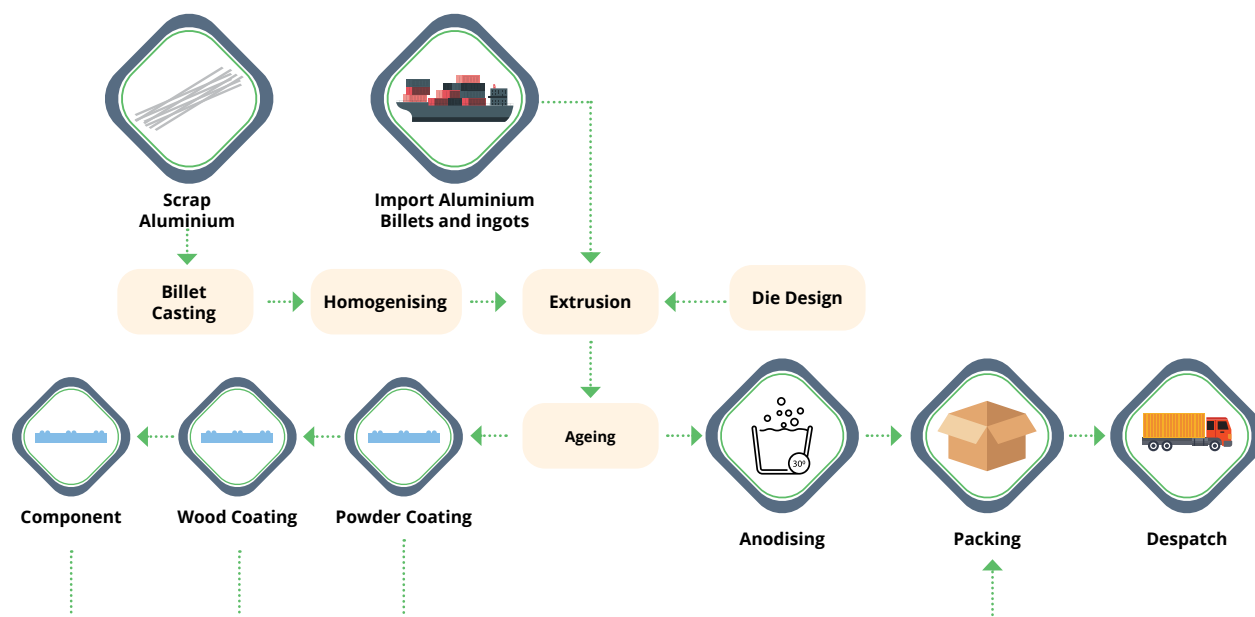 Scrap
Aluminium
Import Aluminium
Billets and ingots
Billet
Casting
Homogenising
Extrusion
Die Design
Ageing
30º
Component
Wood Coating
Powder Coating
Anodising
Packing
Despatch